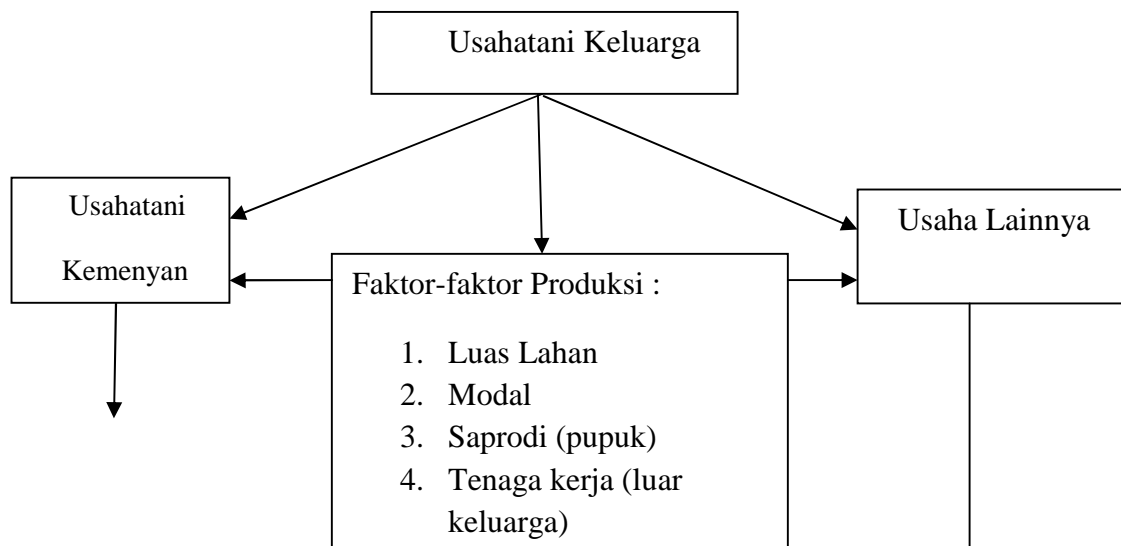 Usahatani Keluarga
Usahatani
Kemenyan
Usaha Lainnya
Faktor-faktor Produksi :
1. Luas Lahan
2. Modal
3. Saprodi (pupuk)
4. Tenaga kerja (luar
keluarga)